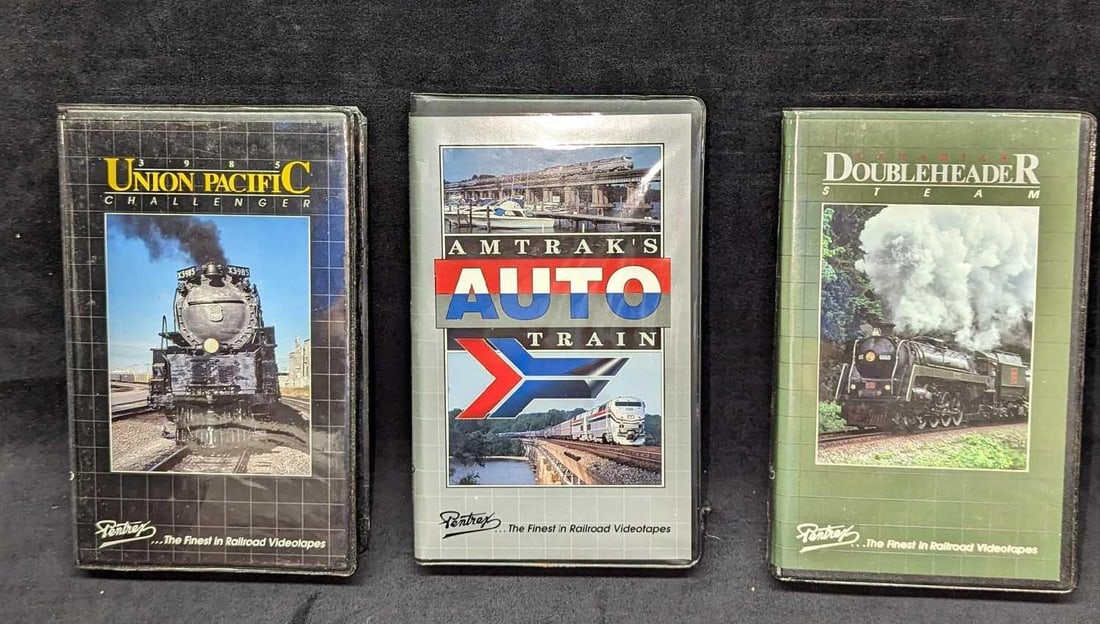 3985
UNION PACIFIC
CHALLENGER
X3985
X3985
Pentrex
...The Finest in Railroad Videotapes
AMTRAK'S
AUTO
TRAIN
Pentrex
...The Finest in Railroad Videotapes
DOUBLEHEADER
STEAM
Pentrex
...The Finest in Railroad Videotapes